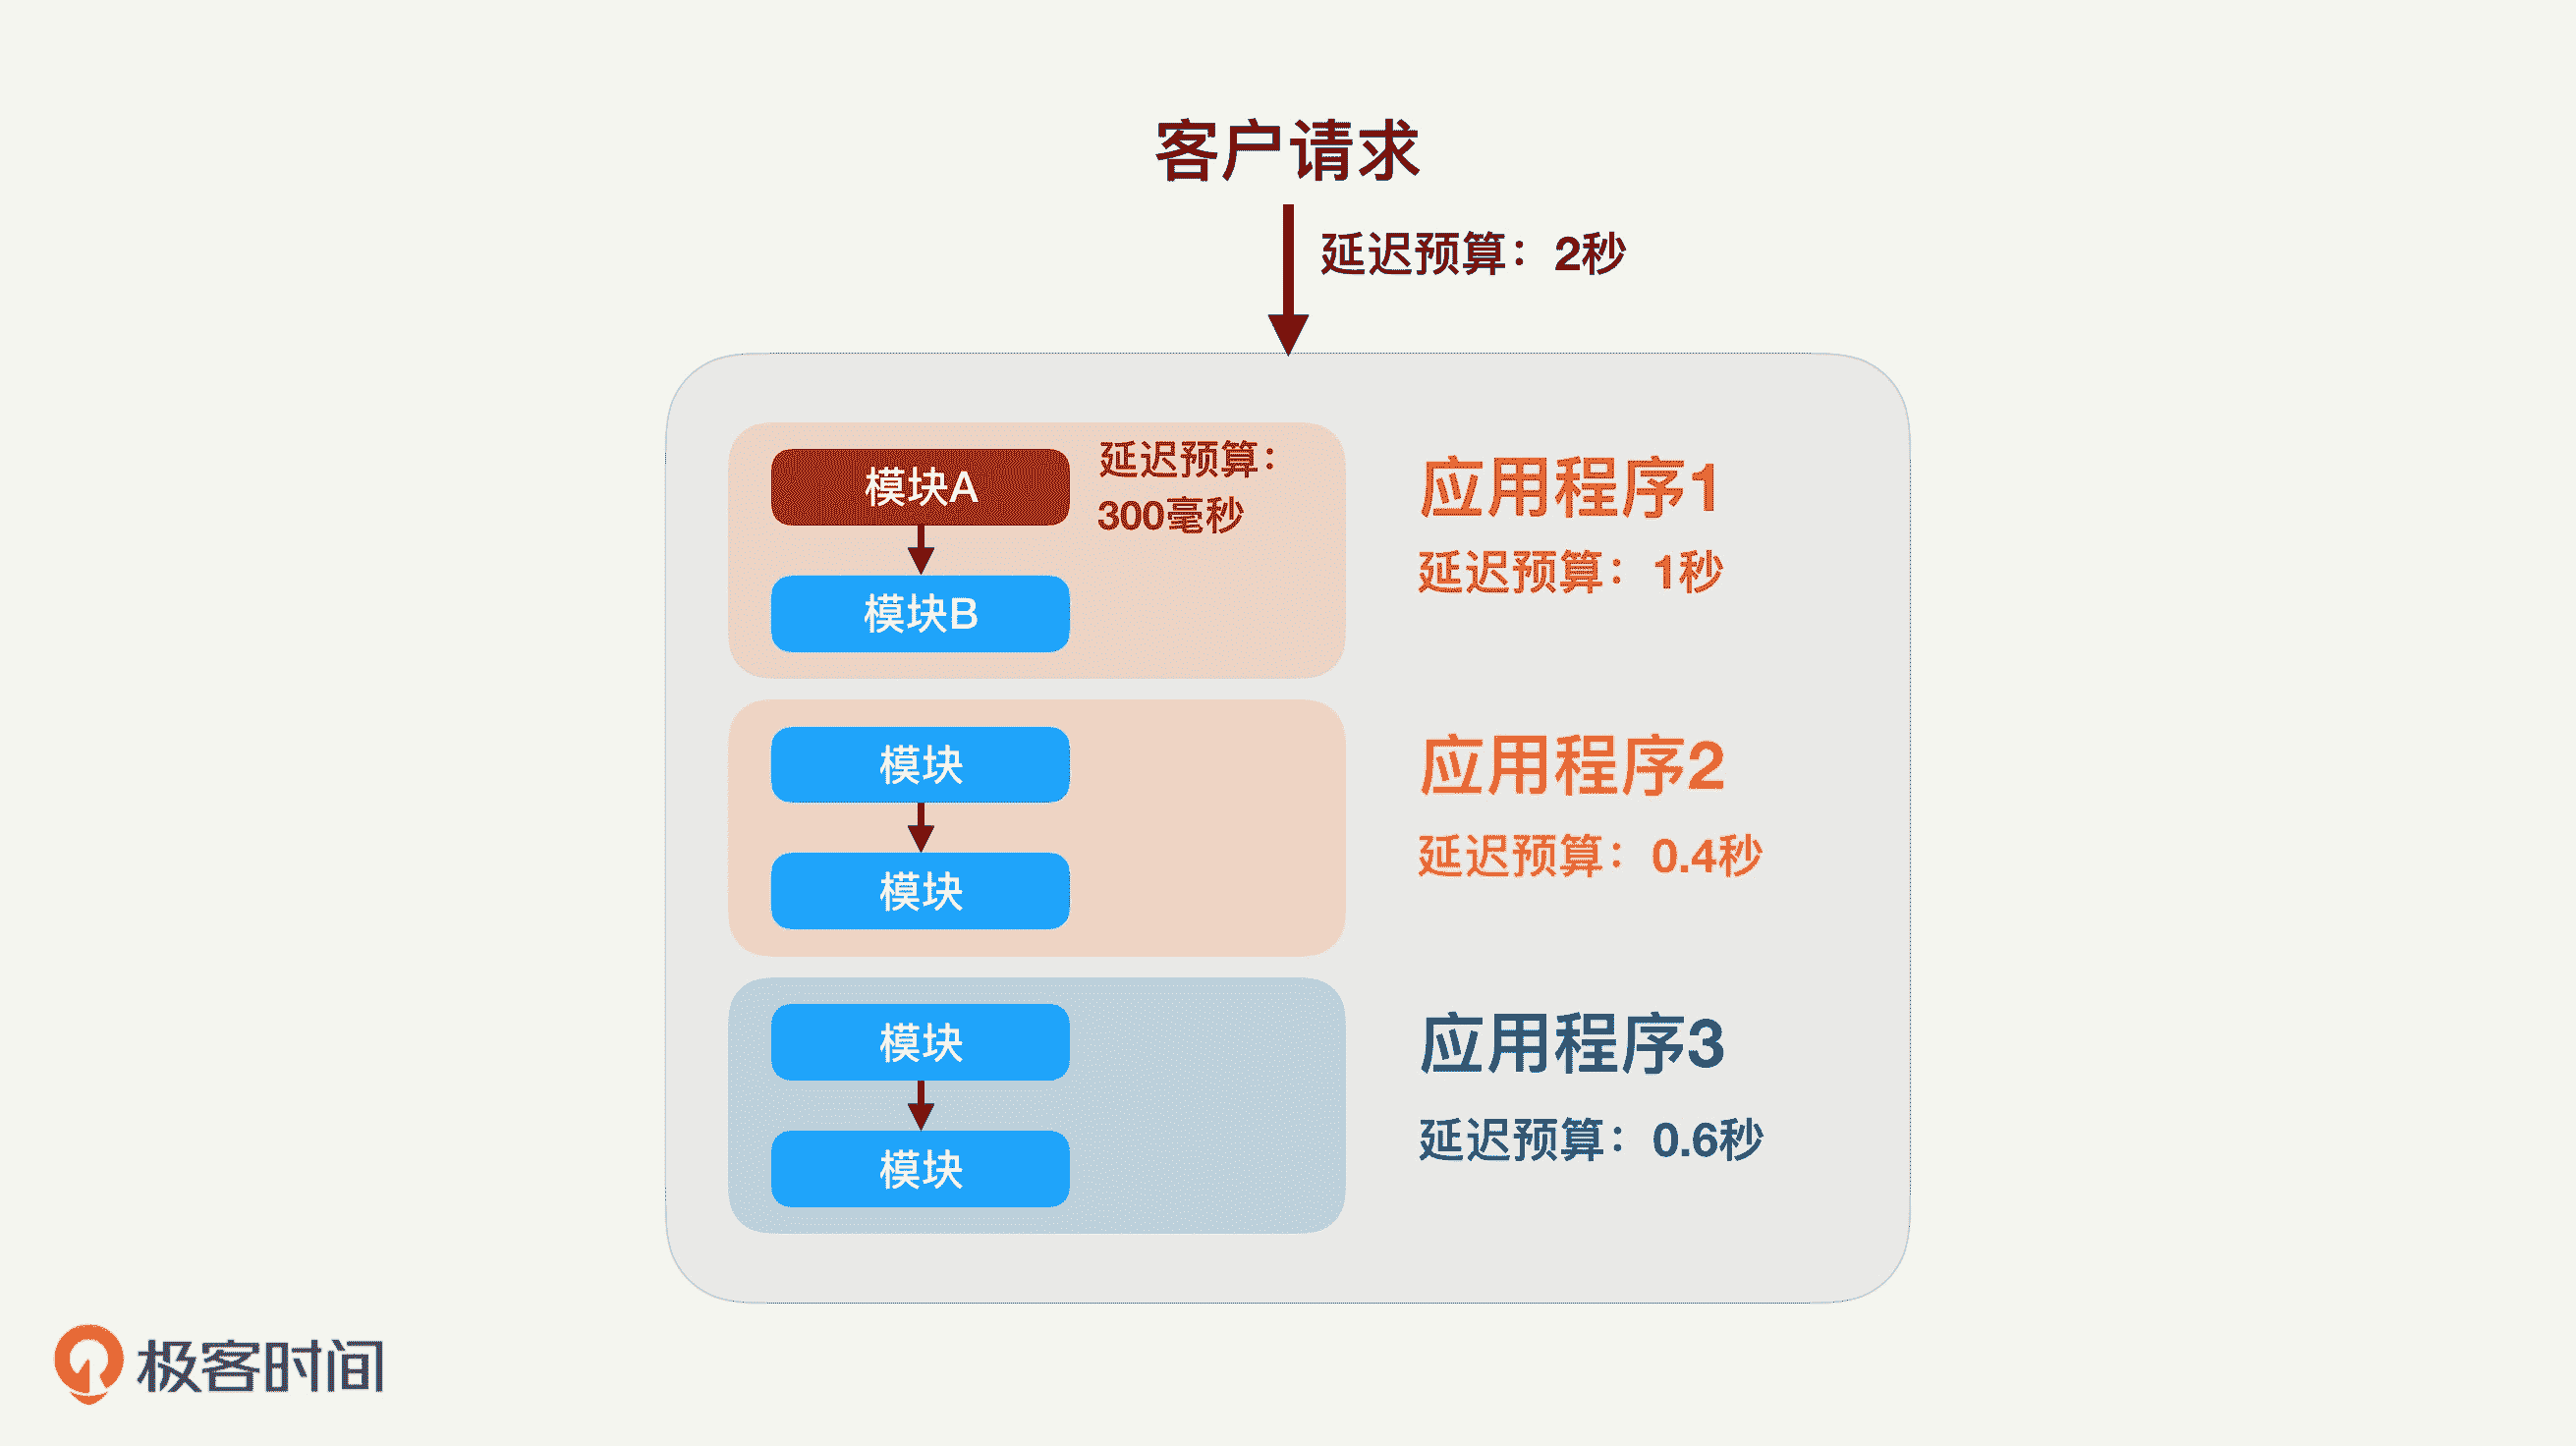 客户请求
延迟预算：2秒
模块A
延迟预算：
300毫秒
模块B
应用程序1
延迟预算：1秒
模块
模块
应用程序2
延迟预算：0.4秒
模块
模块
应用程序3
延迟预算：0.6秒
极客时间